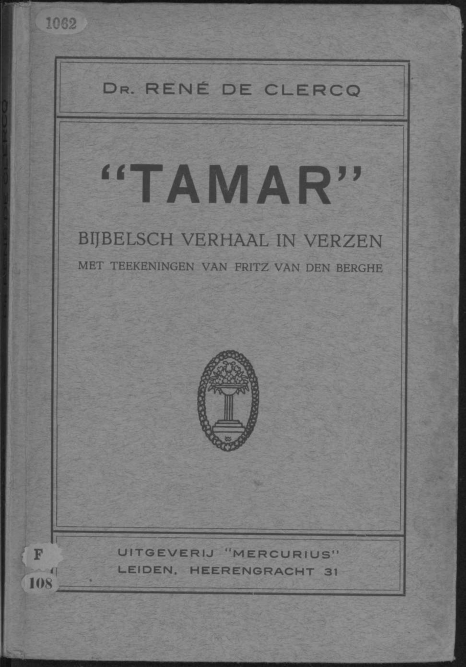 1062
DR. RENÉ DE CLERCQ
"TAMAR"
BIJBELSCH VERHAAL IN VERZEN
MET TEEKENINGEN VAN FRITZ VAN DEN BERGHE
UITGEVERIJ "MERCURIUS"
LEIDEN, HEERENGRACHT 31
F
108